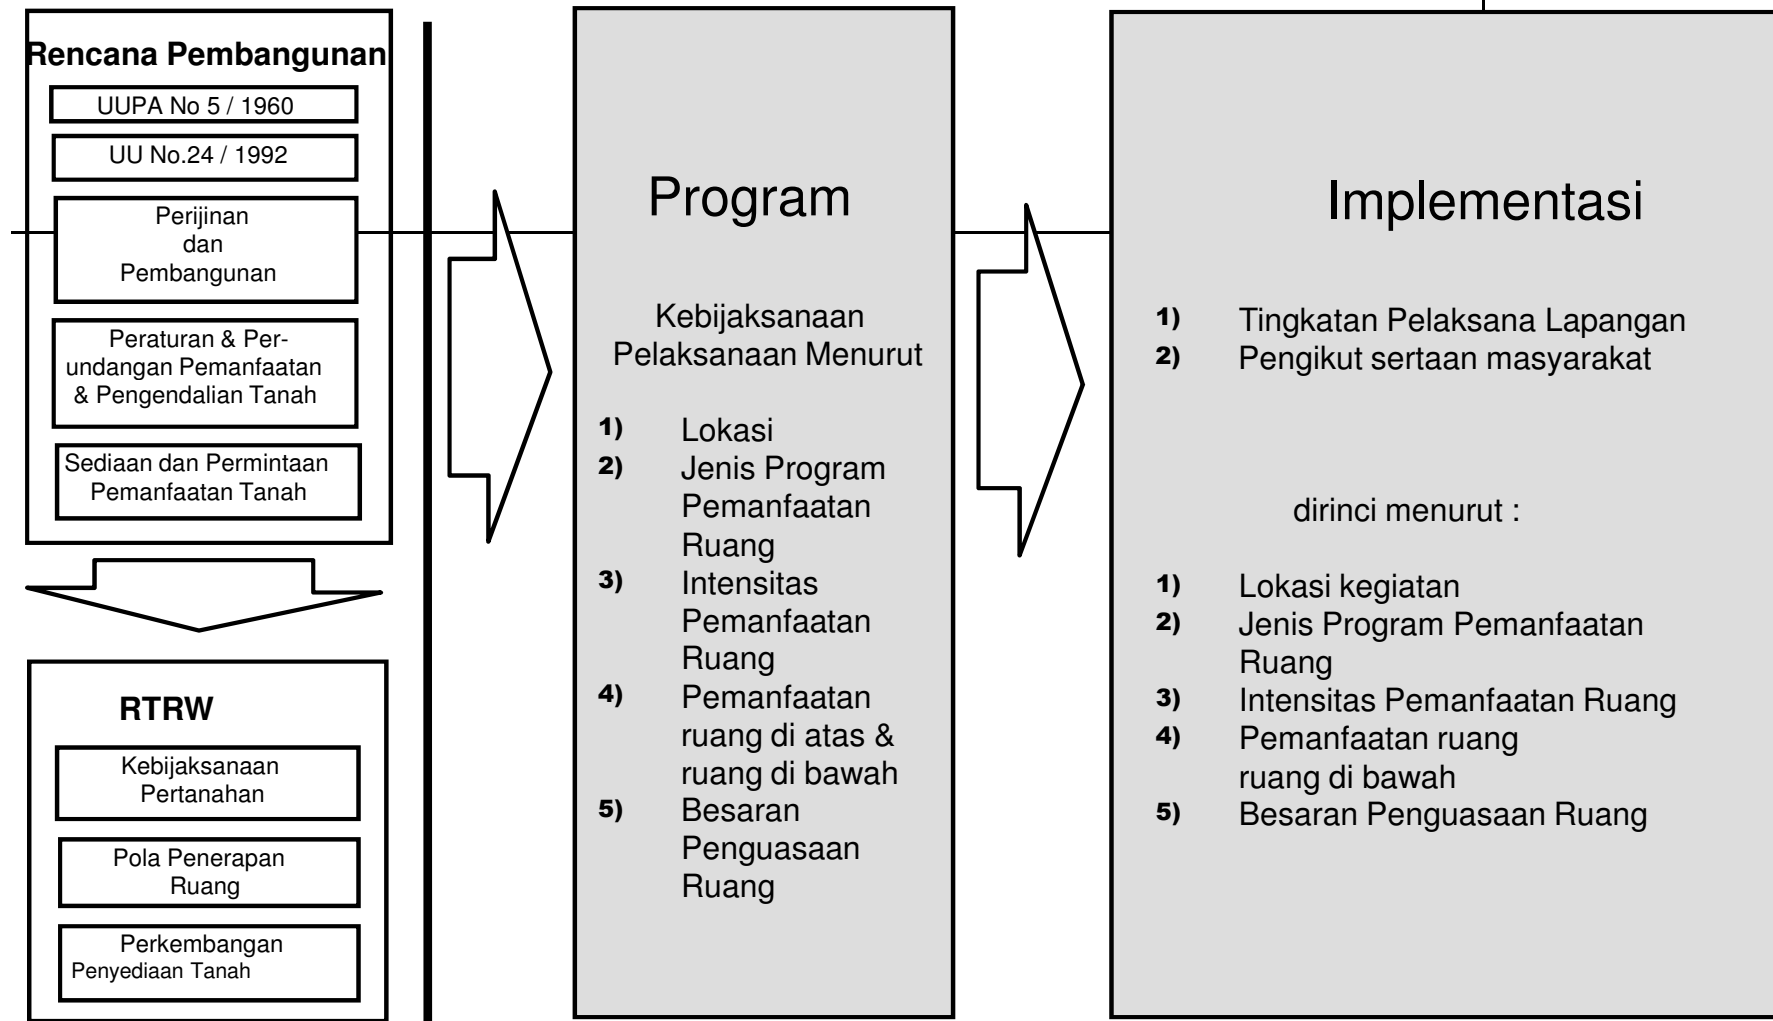 Rencana Pembangunan
UUPA No 5 / 1960
UU No.24 / 1992
Perijinan
dan
Pembangunan
Peraturan & Per-
undangan Pemanfaatan
& Pengendalian Tanah
Sediaan dan Permintaan
Pemanfaatan Tanah
RTRW
Kebijaksanaan
Pertanahan
Pola Penerapan
Ruang
Perkembangan
Penyediaan Tanah
Program
Kebijaksanaan
Pelaksanaan Menurut
1) Lokasi
2) Jenis Program
Pemanfaatan
Ruang
3) Intensitas
Pemanfaatan
Ruang
4) Pemanfaatan
ruang di atas &
ruang di bawah
5) Besaran
Penguasaan
Ruang
Implementasi
1) Tingkatan Pelaksana Lapangan
2) Pengikut sertaan masyarakat
dirinci menurut :
1) Lokasi kegiatan
2) Jenis Program Pemanfaatan
Ruang
3) Intensitas Pemanfaatan Ruang
4) Pemanfaatan ruang
ruang di bawah
5) Besaran Penguasaan Ruang